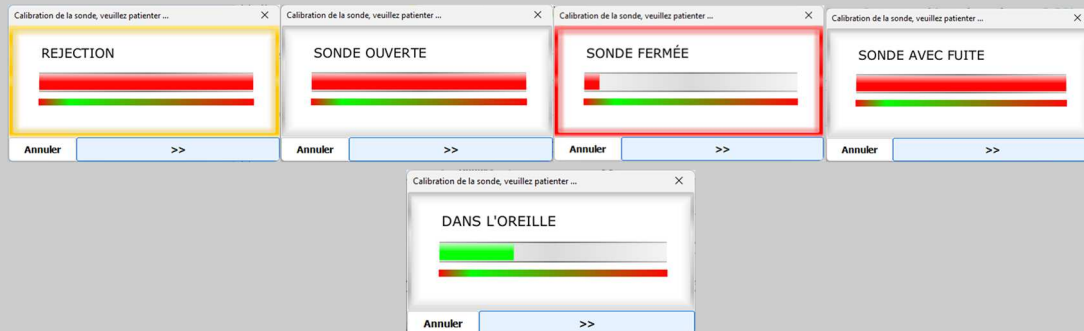 Calibration de la sonde, veuillez patienter ...
REJECTION
Annuler
>>
Calibration de la sonde, veuillez patienter ...
SONDE OUVERTE
Annuler
>>
Calibration de la sonde, veuillez patienter ...
SONDE FERMÉE
Annuler
>>
Calibration de la sonde, veuillez patienter ...
SONDE AVEC FUITE
Annuler
>>
Calibration de la sonde, veuillez patienter ...
DANS L'OREILLE
Annuler
>>